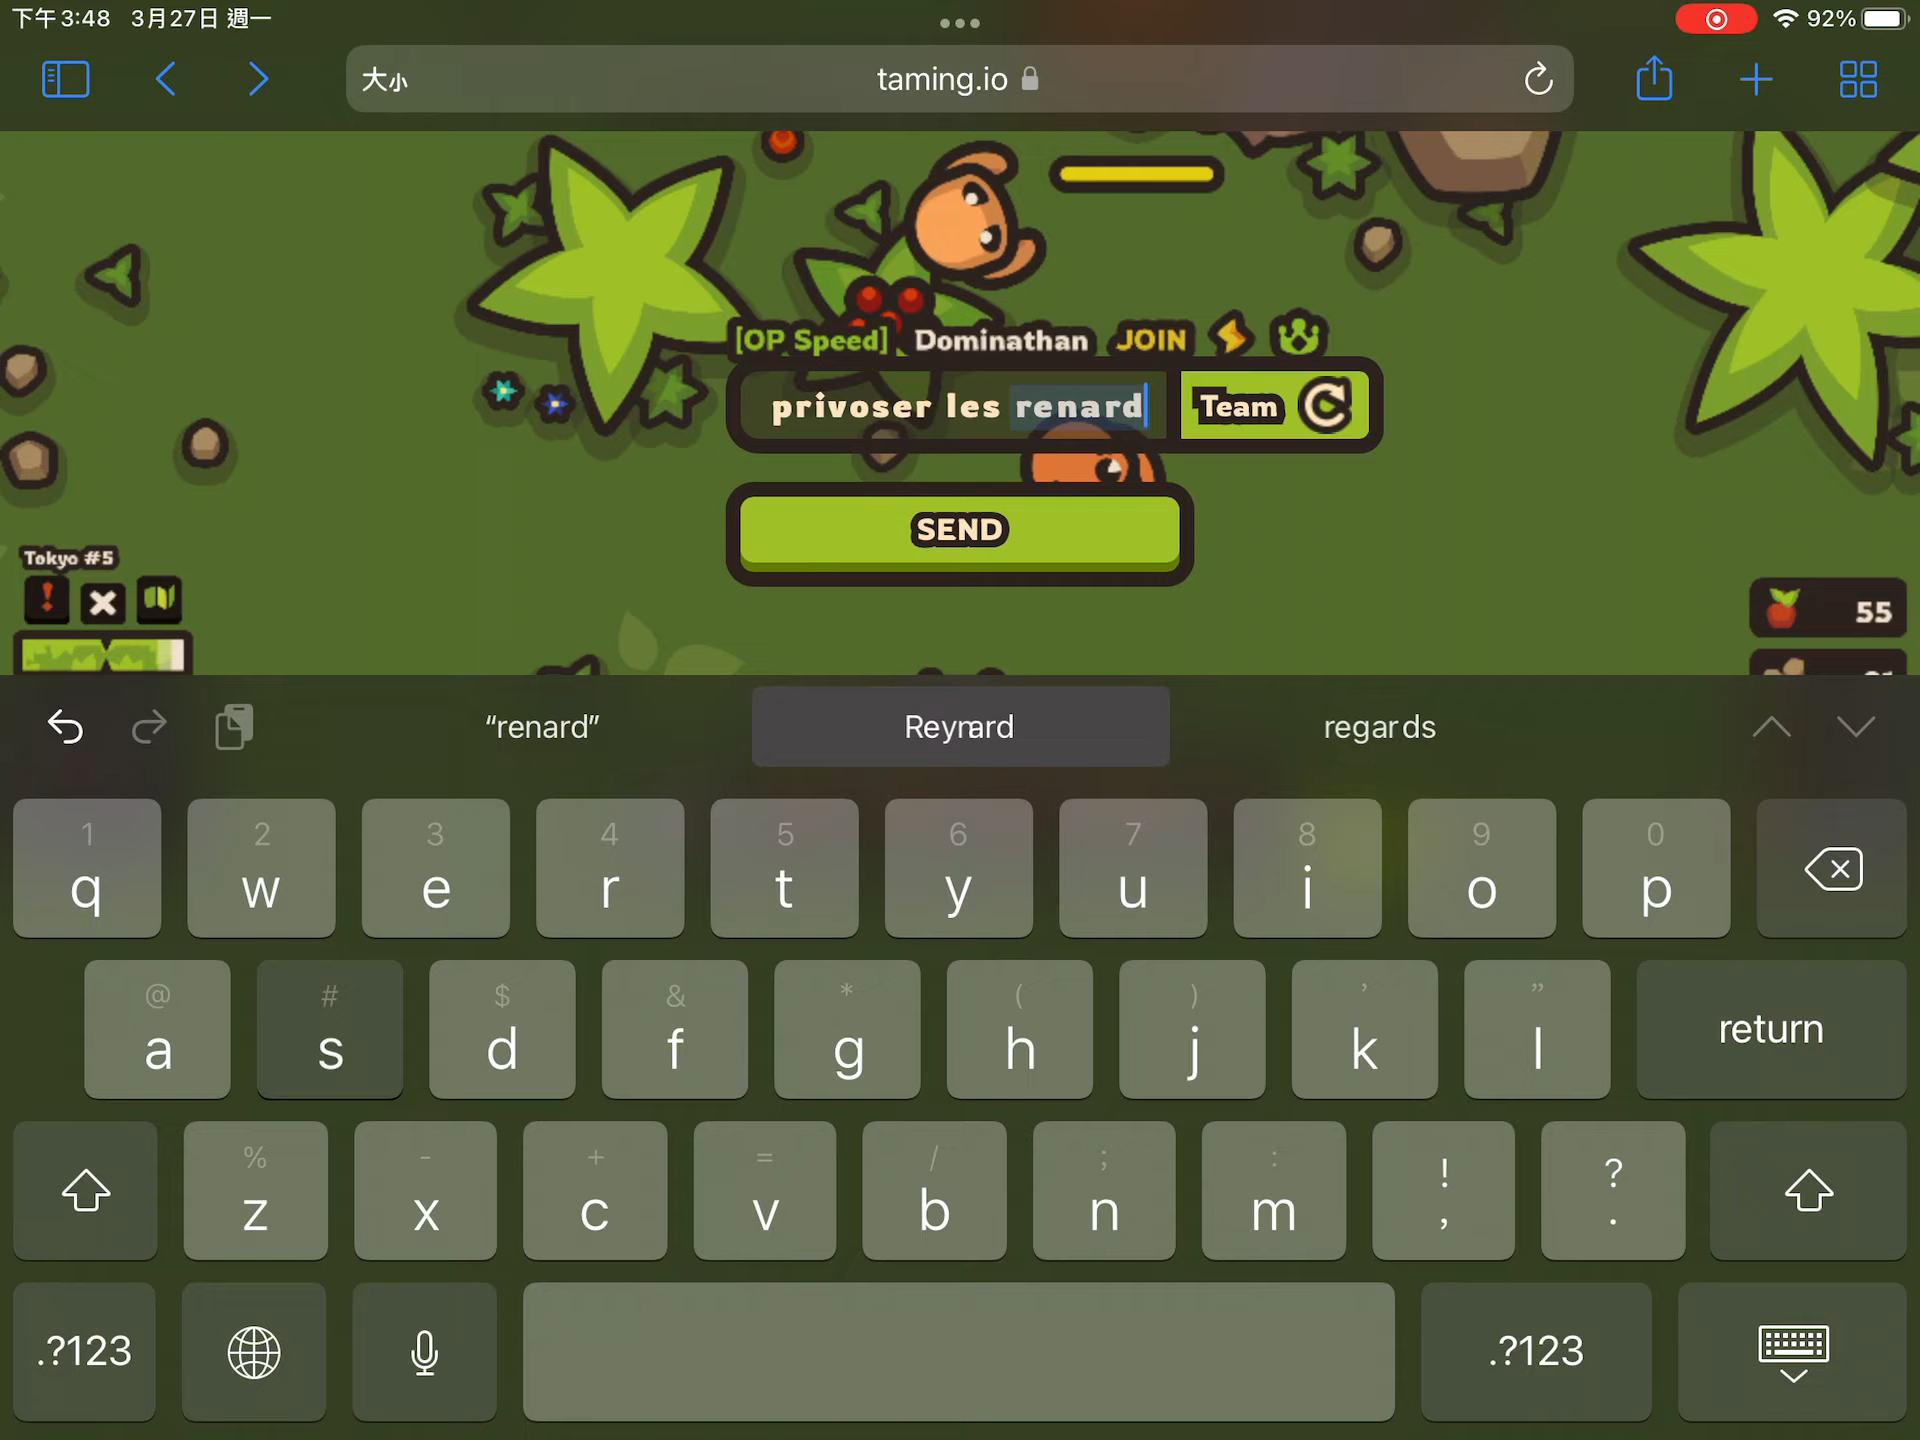 下午3:48 3月27日 週一 92%
大小 taming.io
[OP Speed] Dominathan JOIN
privoser les renard Team
SEND
Tokyo #5
55
“renard” Reynard regards
1 2 3 4 5 6 7 8 9 0
q w e r t y u i o p
@ # $ & * ( ) ’ ”
a s d f g h j k l return
% - + = / ; : ! ?
z x c v b n m , .
.?123 .?123